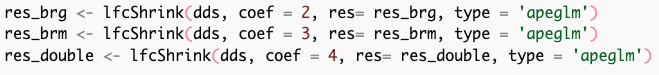 res_brg <- lfcShrink(dds, coef = 2, res= res_brg, type = 'apeglm')
res_brm <- lfcShrink(dds, coef = 3, res= res_brm, type = 'apeglm')
res_double <- lfcShrink(dds, coef = 4, res= res_double, type = 'apeglm')